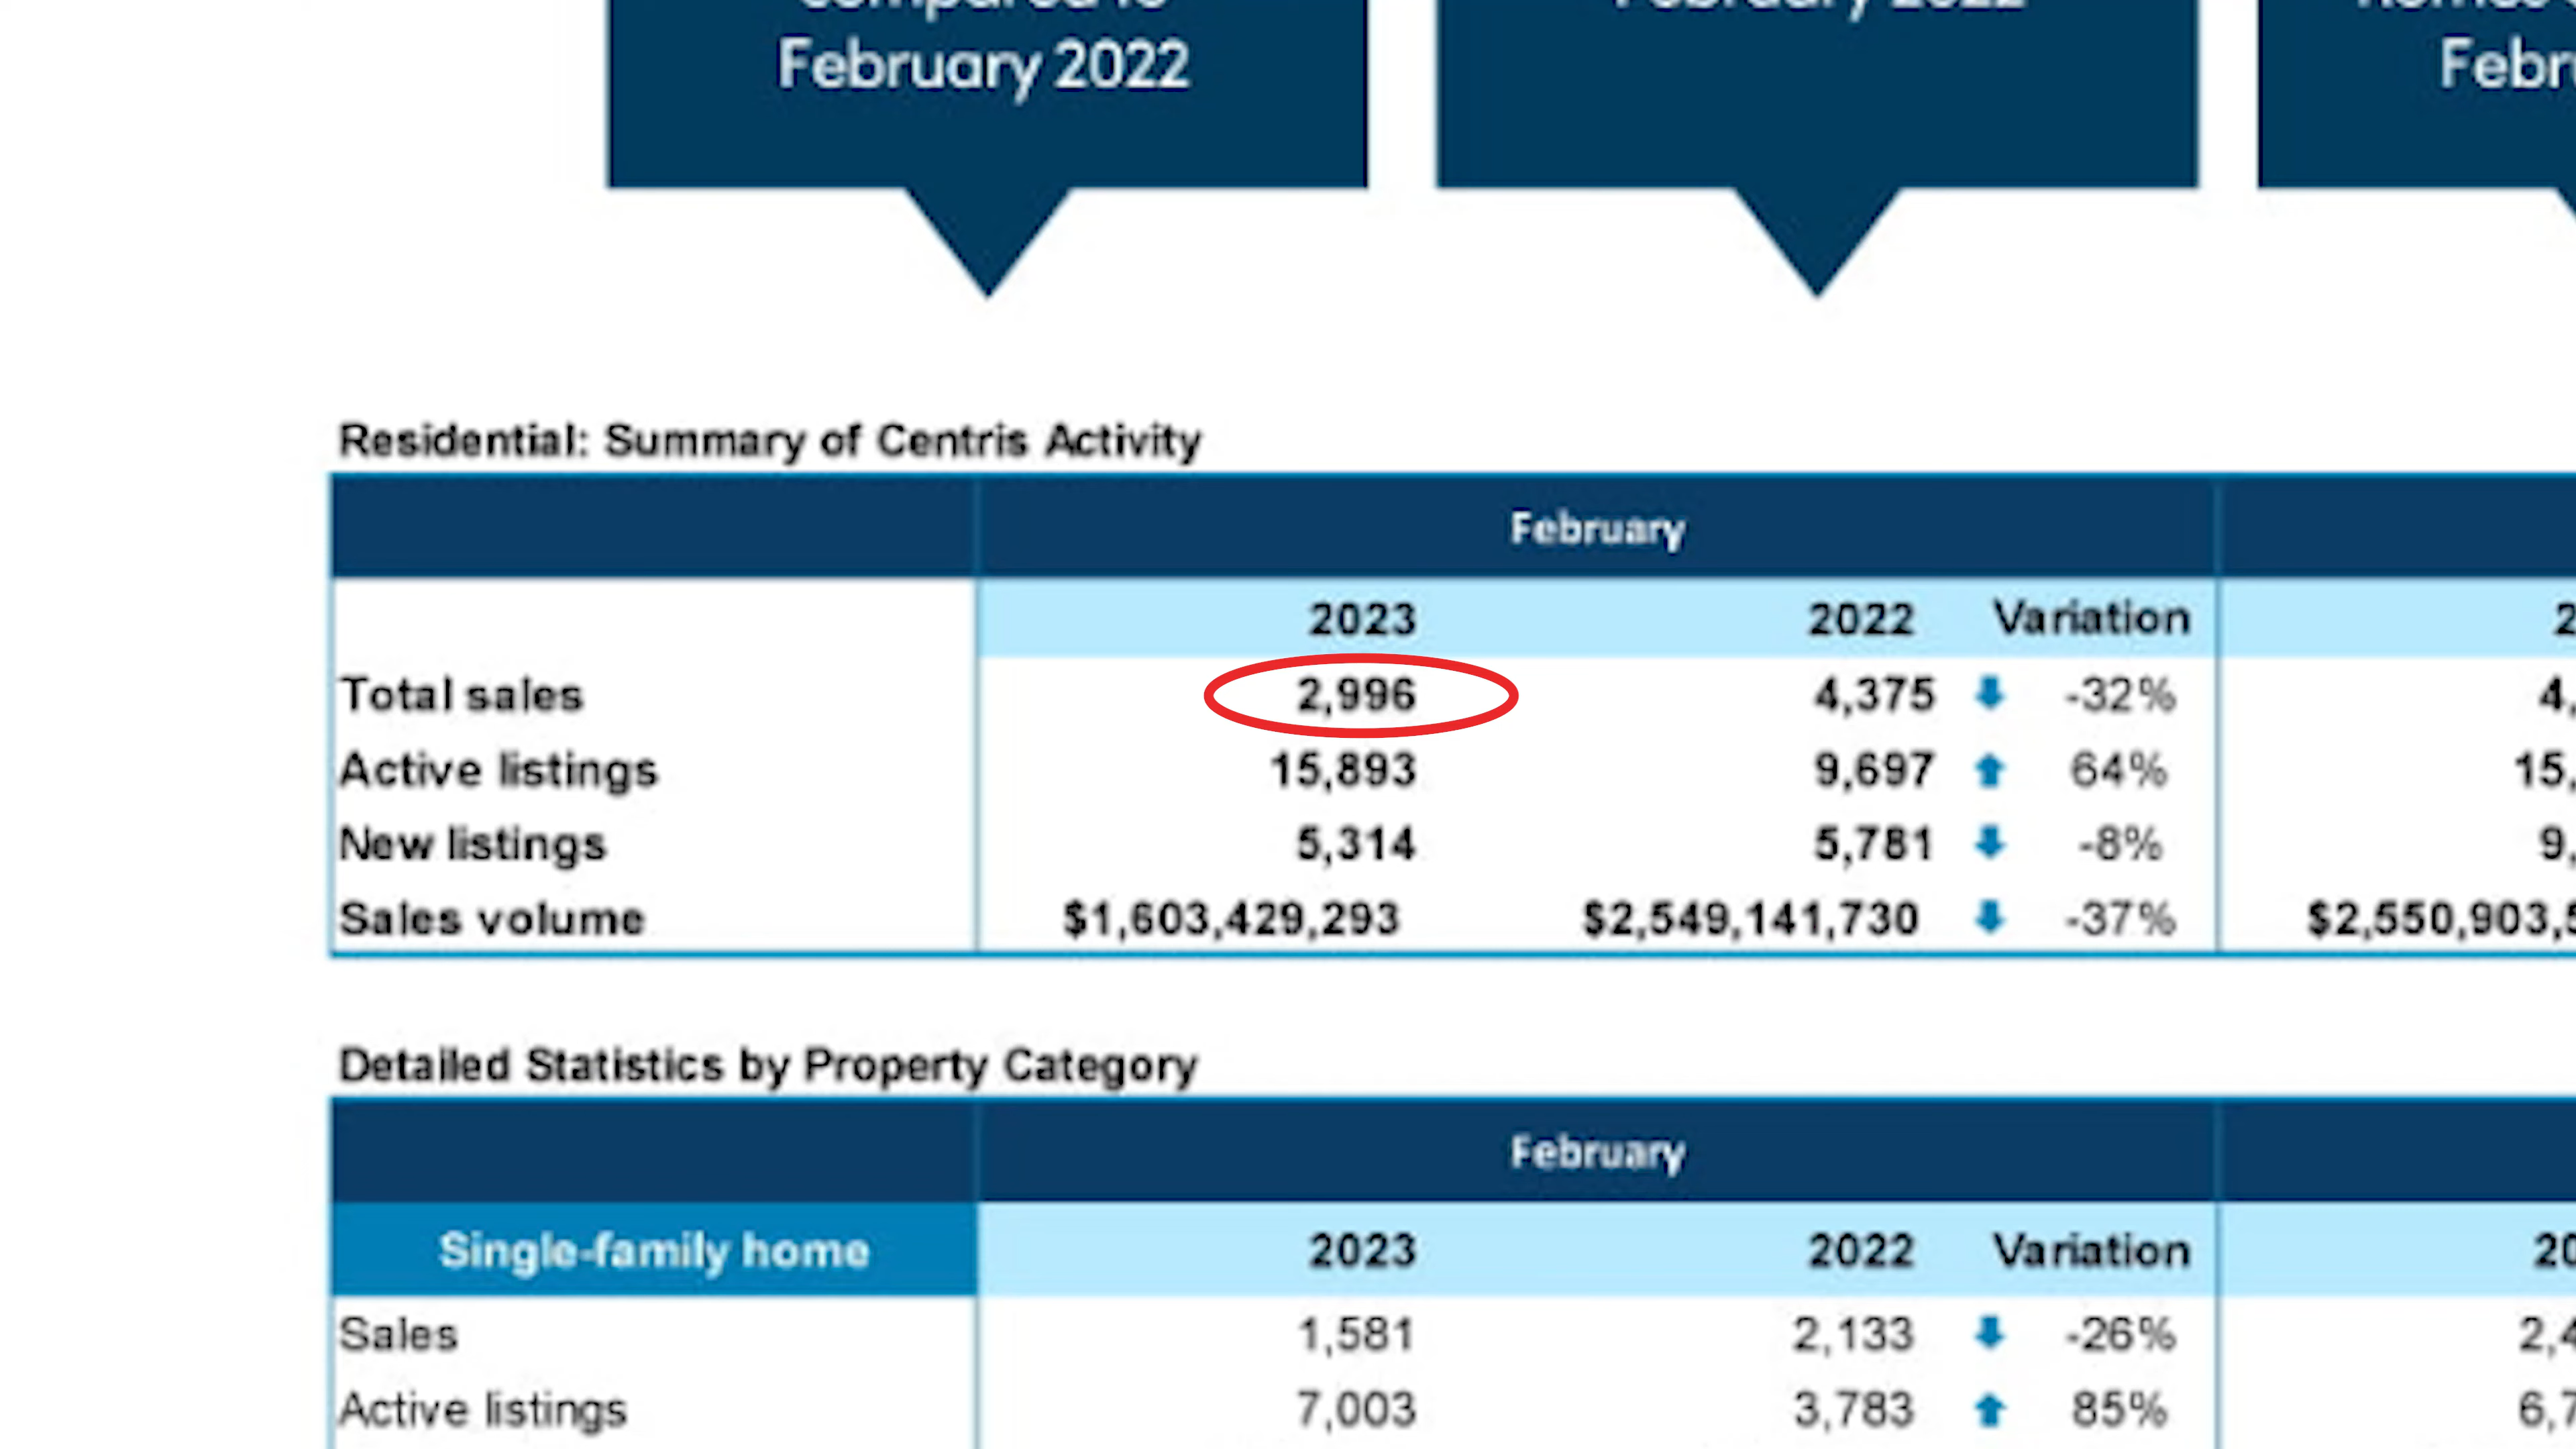 February 2022
February 2022
Residential: Summary of Centris Activity
February
2023 2022 Variation
Total sales 2,996 4,375 -32%
Active listings 15,893 9,697 64%
New listings 5,314 5,781 -8%
Sales volume $1,603,429,293 $2,549,141,730 -37%
Detailed Statistics by Property Category
February
Single-family home 2023 2022 Variation
Sales 1,581 2,133 -26%
Active listings 7,003 3,783 85%